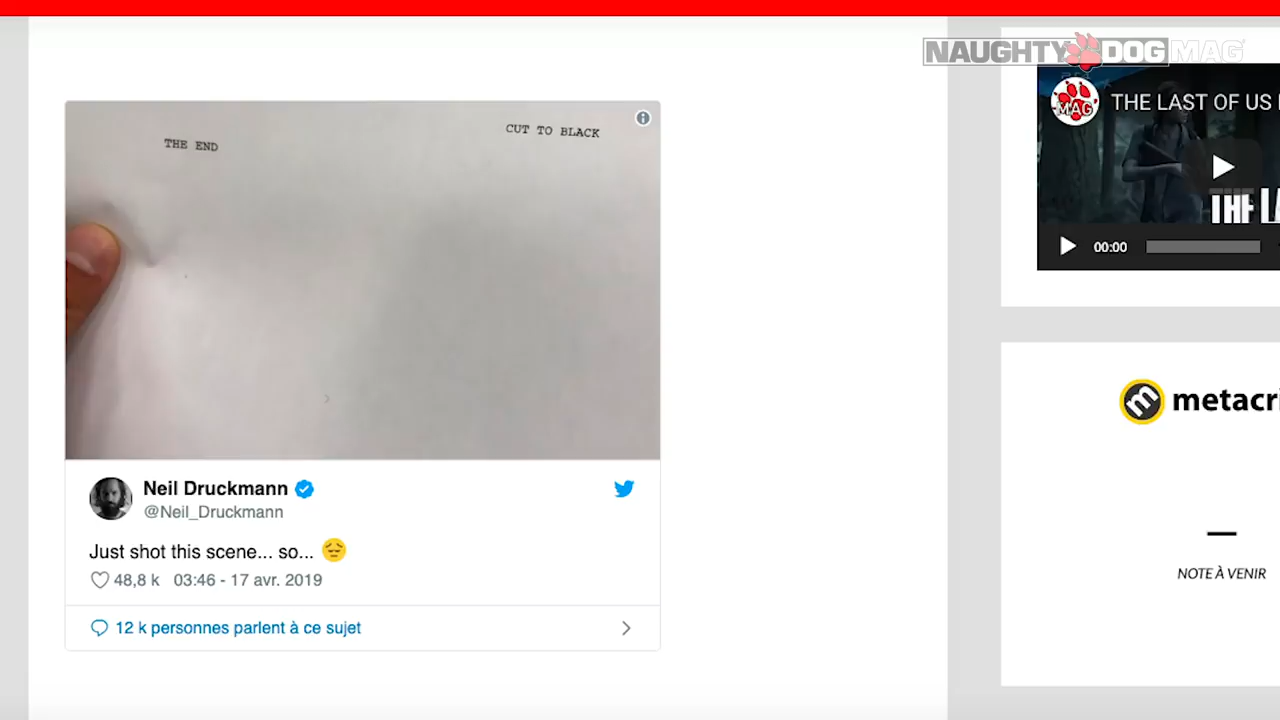 NAUGHTY DOG MAG
CUT TO BLACK
THE END
MAG
THE LAST OF US
00:00
Neil Druckmann
@Neil_Druckmann
Just shot this scene... so... 😔
48,8 k 03:46 - 17 avr. 2019
12 k personnes parlent à ce sujet
metacri
—
NOTE À VENIR